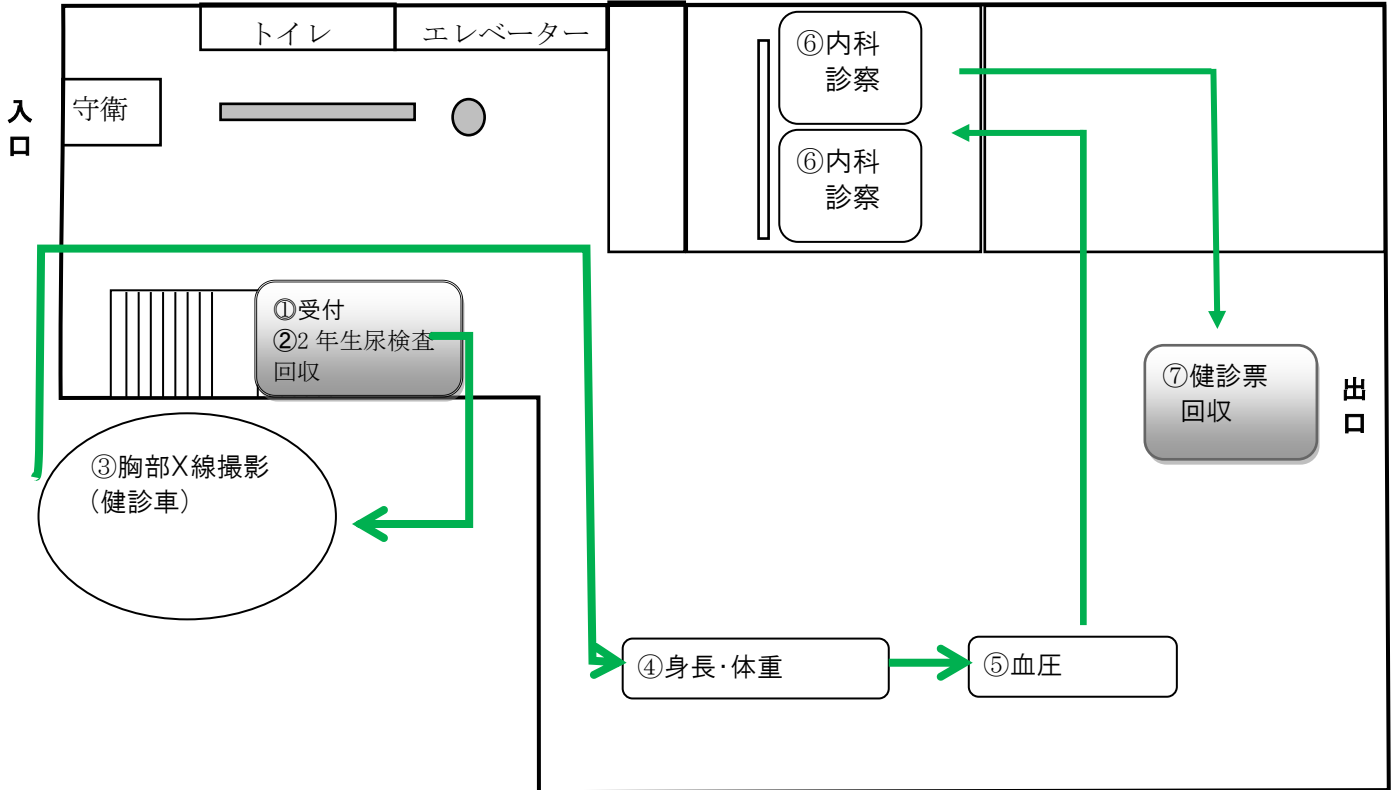 トイレ
エレベーター
⑥内科
診察
⑥内科
診察
入
口
守衛
①受付
②2年生尿検査
回収
⑦健診票
回収
出
口
③胸部X線撮影
(健診車)
④身長･体重
⑤血圧